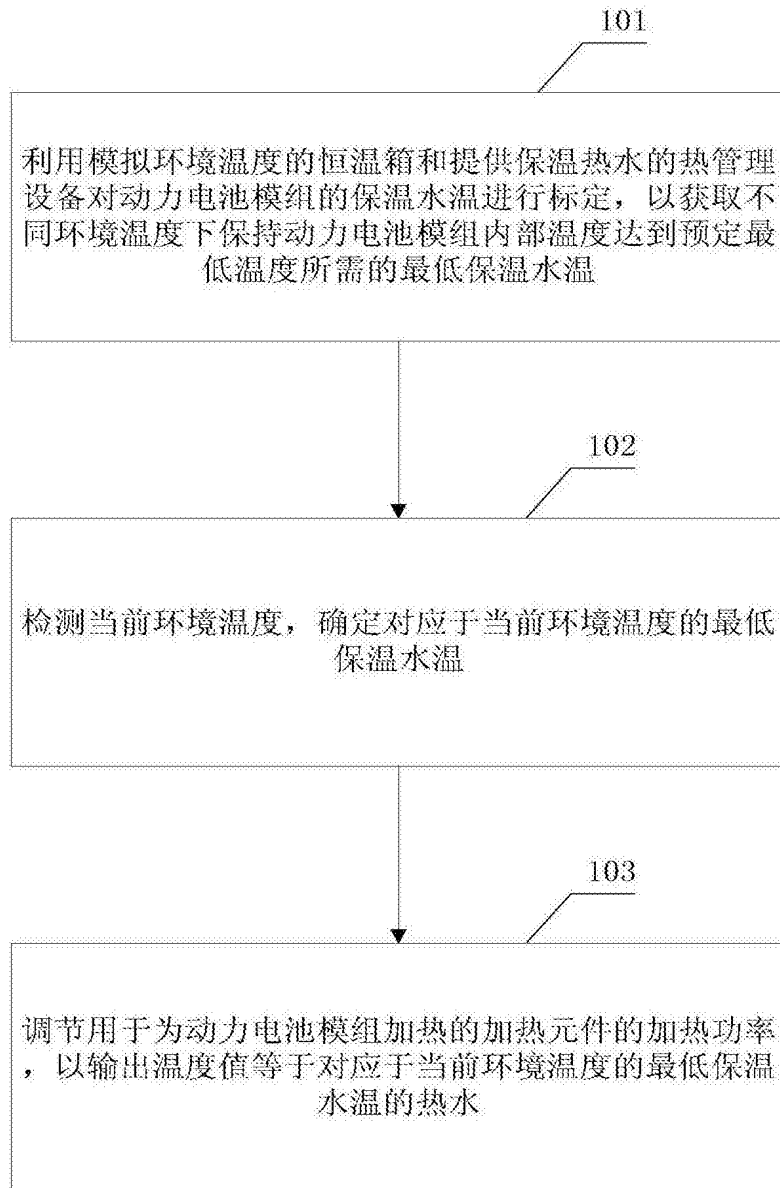 101
利用模拟环境温度的恒温箱和提供保温热水的热管理
设备对动力电池模组的保温水温进行标定，以获取不
同环境温度下保持动力电池模组内部温度达到预定最
低温度所需的最低保温水温
102
检测当前环境温度，确定对应于当前环境温度的最低
保温水温
103
调节用于为动力电池模组加热的加热元件的加热功率
，以输出温度值等于对应于当前环境温度的最低保温
水温的热水